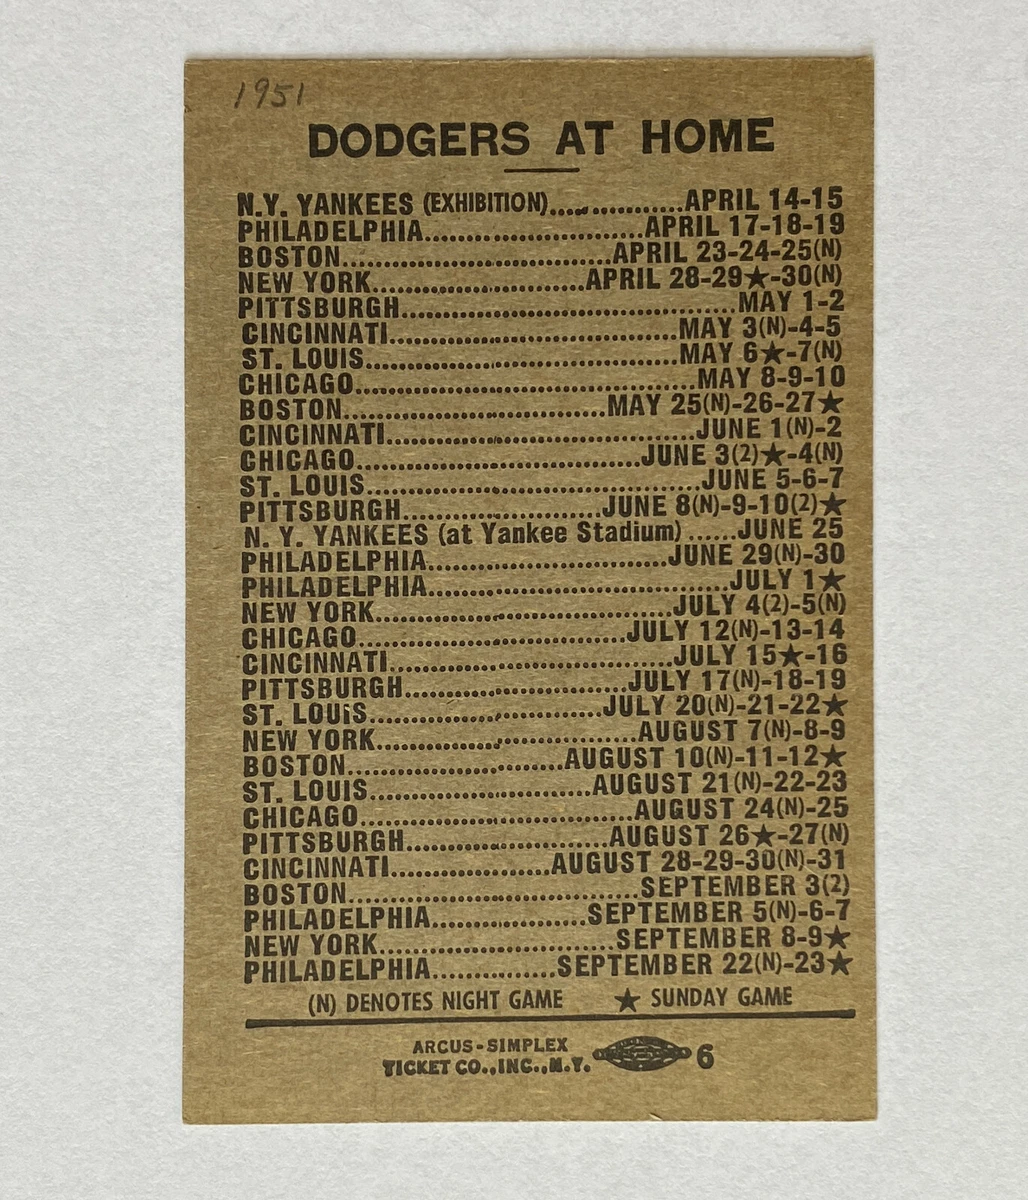 1951
DODGERS AT HOME
N.Y. YANKEES (EXHIBITION)..................APRIL 14-15
PHILADELPHIA...........................APRIL 17-18-19
BOSTON.................................APRIL 23-24-25(N)
NEW YORK..........................APRIL 28-29★-30(N)
PITTSBURGH.........................................MAY 1-2
CINCINNATI...................................MAY 3(N)-4-5
ST. LOUIS......................................MAY 6★-7(N)
CHICAGO..........................................MAY 8-9-10
BOSTON................................MAY 25(N)-26-27★
CINCINNATI......................................JUNE 1(N)-2
CHICAGO...................................JUNE 3(2)★-4(N)
ST. LOUIS.........................................JUNE 5-6-7
PITTSBURGH.................JUNE 8(N)-9-10(2)★
N. Y. YANKEES (at Yankee Stadium) ......JUNE 25
PHILADELPHIA..............................JUNE 29(N)-30
PHILADELPHIA.....................................JULY 1★
NEW YORK.....................................JULY 4(2)-5(N)
CHICAGO.................................JULY 12(N)-13-14
CINCINNATI...................................JULY 15★-16
PITTSBURGH............................JULY 17(N)-18-19
ST. LOUIS.............................JULY 20(N)-21-22★
NEW YORK................................AUGUST 7(N)-8-9
BOSTON...........................AUGUST 10(N)-11-12★
ST. LOUIS...........................AUGUST 21(N)-22-23
CHICAGO..................................AUGUST 24(N)-25
PITTSBURGH.........................AUGUST 26★-27(N)
CINCINNATI...................AUGUST 28-29-30(N)-31
BOSTON....................................SEPTEMBER 3(2)
PHILADELPHIA...................SEPTEMBER 5(N)-6-7
NEW YORK.............................SEPTEMBER 8-9★
PHILADELPHIA...............SEPTEMBER 22(N)-23★
(N) DENOTES NIGHT GAME ★ SUNDAY GAME
ARCUS-SIMPLEX
TICKET CO., INC., N.Y. 6